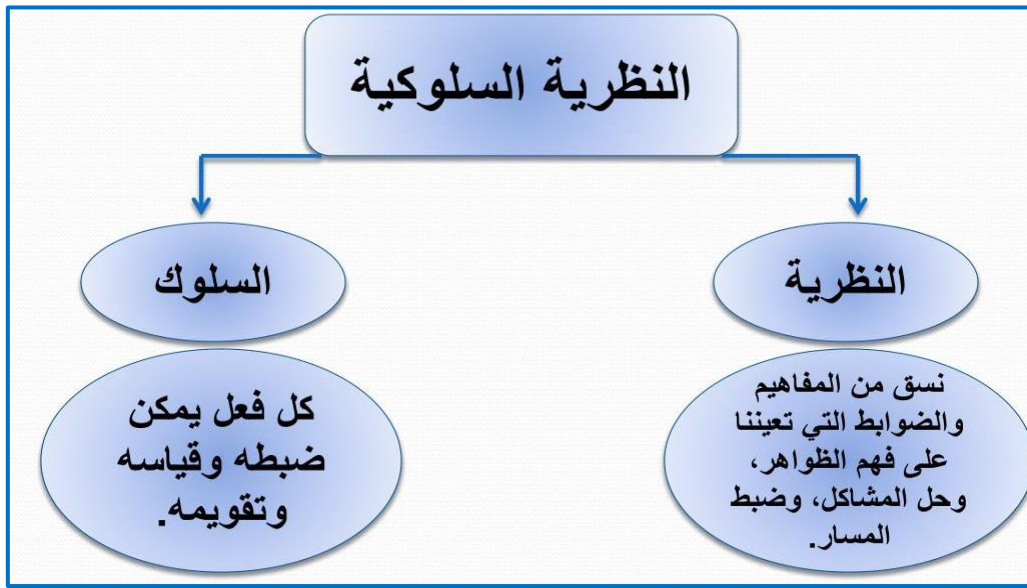 النظرية السلوكية
النظرية
نسق من المفاهيم
والضوابط التي تعيننا
على فهم الظواهر،
وحل المشاكل، وضبط
المسار.
السلوك
كل فعل يمكن
ضبطه وقياسه
وتقويمه.